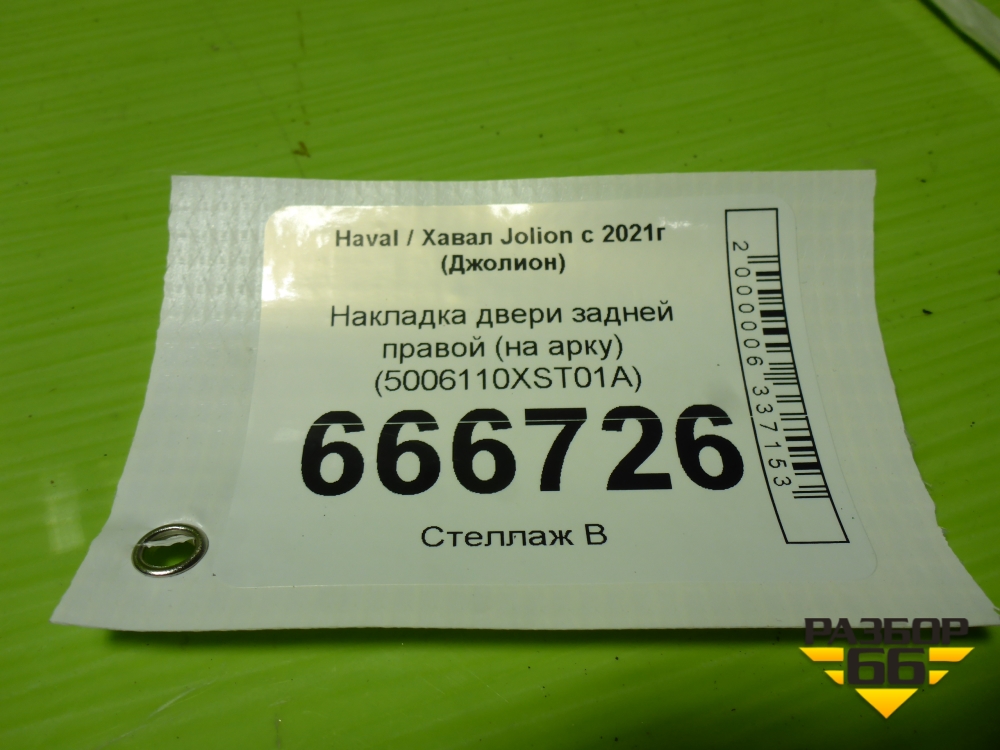 Haval / Хавал Jolion с 2021г
(Джолион)
Накладка двери задней
правой (на арку)
(5006110XST01A)
666726
Стеллаж В
2000006337153
РАЗБОР
66